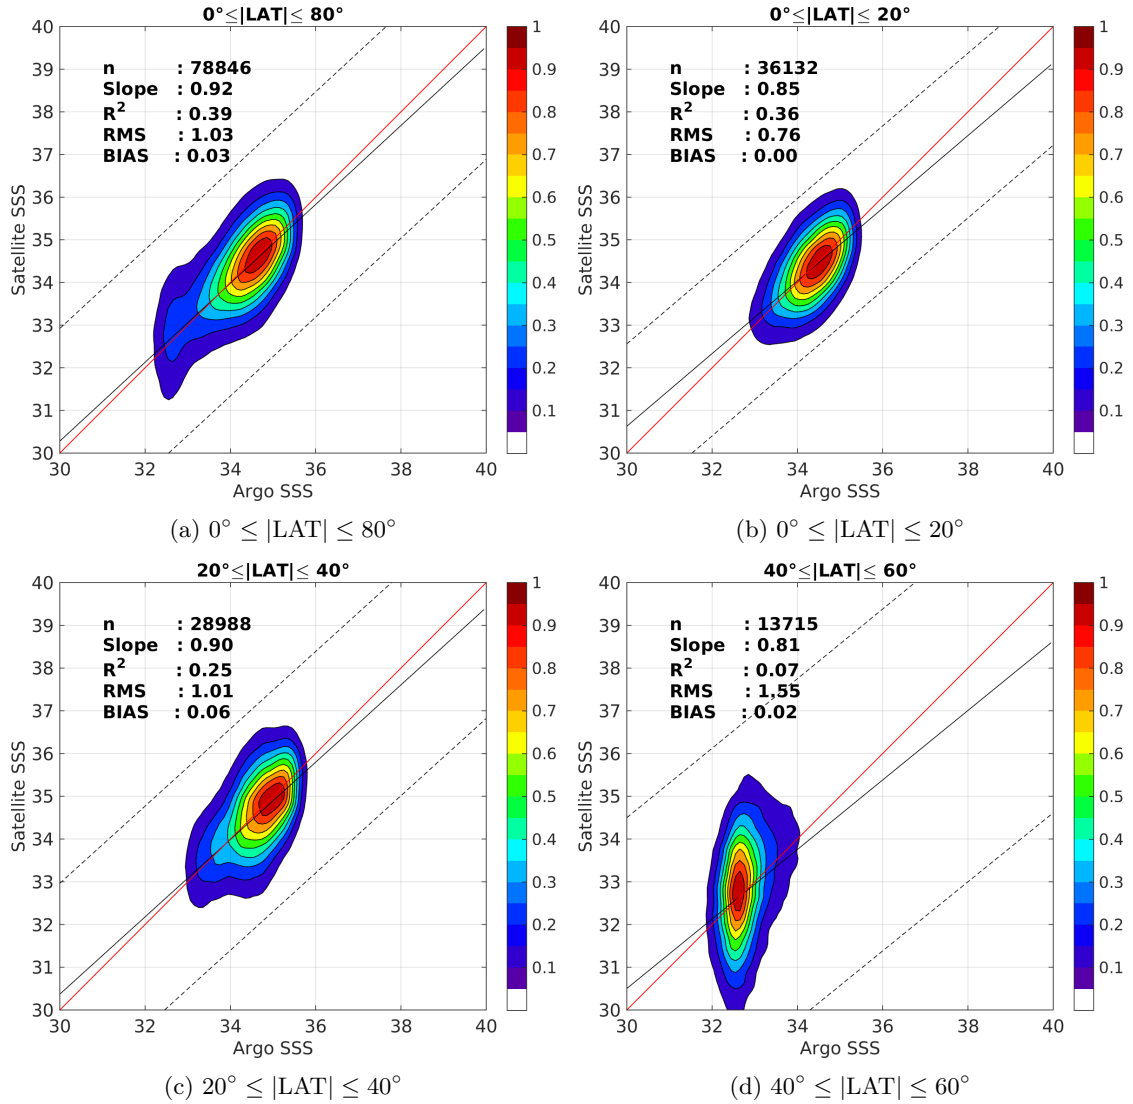 0°≤|LAT|≤ 80°
n : 78846
Slope : 0.92
R² : 0.39
RMS : 1.03
BIAS : 0.03
40
39
38
37
36
35
34
33
32
31
30
Satellite SSS
30 32 34 36 38 40
Argo SSS
1
0.9
0.8
0.7
0.6
0.5
0.4
0.3
0.2
0.1
(a) 0° ≤ |LAT| ≤ 80°
0°≤|LAT|≤ 20°
n : 36132
Slope : 0.85
R² : 0.36
RMS : 0.76
BIAS : 0.00
40
39
38
37
36
35
34
33
32
31
30
Satellite SSS
30 32 34 36 38 40
Argo SSS
1
0.9
0.8
0.7
0.6
0.5
0.4
0.3
0.2
0.1
(b) 0° ≤ |LAT| ≤ 20°
20°≤|LAT|≤ 40°
n : 28988
Slope : 0.90
R² : 0.25
RMS : 1.01
BIAS : 0.06
40
39
38
37
36
35
34
33
32
31
30
Satellite SSS
30 32 34 36 38 40
Argo SSS
1
0.9
0.8
0.7
0.6
0.5
0.4
0.3
0.2
0.1
(c) 20° ≤ |LAT| ≤ 40°
40°≤|LAT|≤ 60°
n : 13715
Slope : 0.81
R² : 0.07
RMS : 1.55
BIAS : 0.02
40
39
38
37
36
35
34
33
32
31
30
Satellite SSS
30 32 34 36 38 40
Argo SSS
1
0.9
0.8
0.7
0.6
0.5
0.4
0.3
0.2
0.1
(d) 40° ≤ |LAT| ≤ 60°